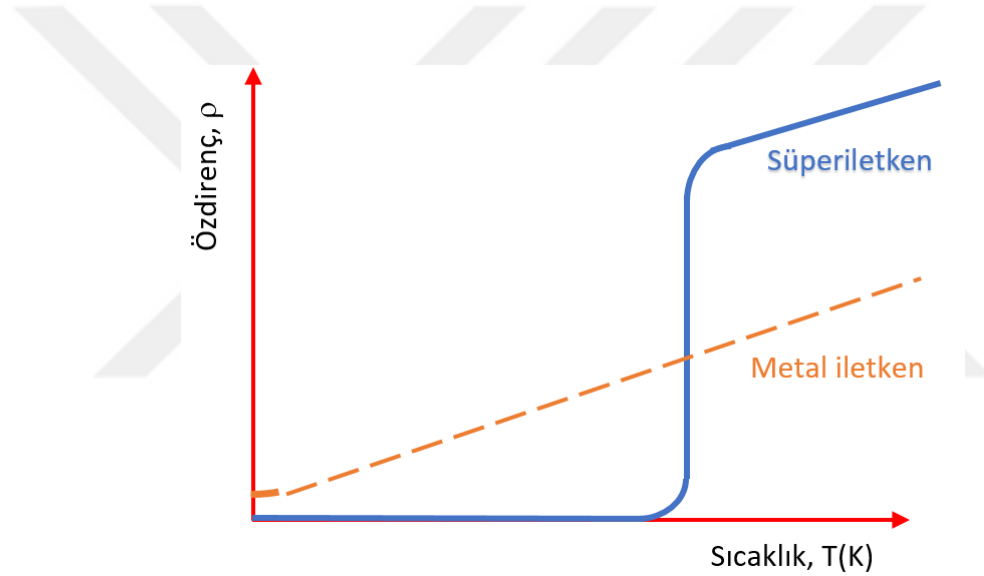 Özdirenç, ρ
Süperiletken
Metal iletken
Sıcaklık, T(K)